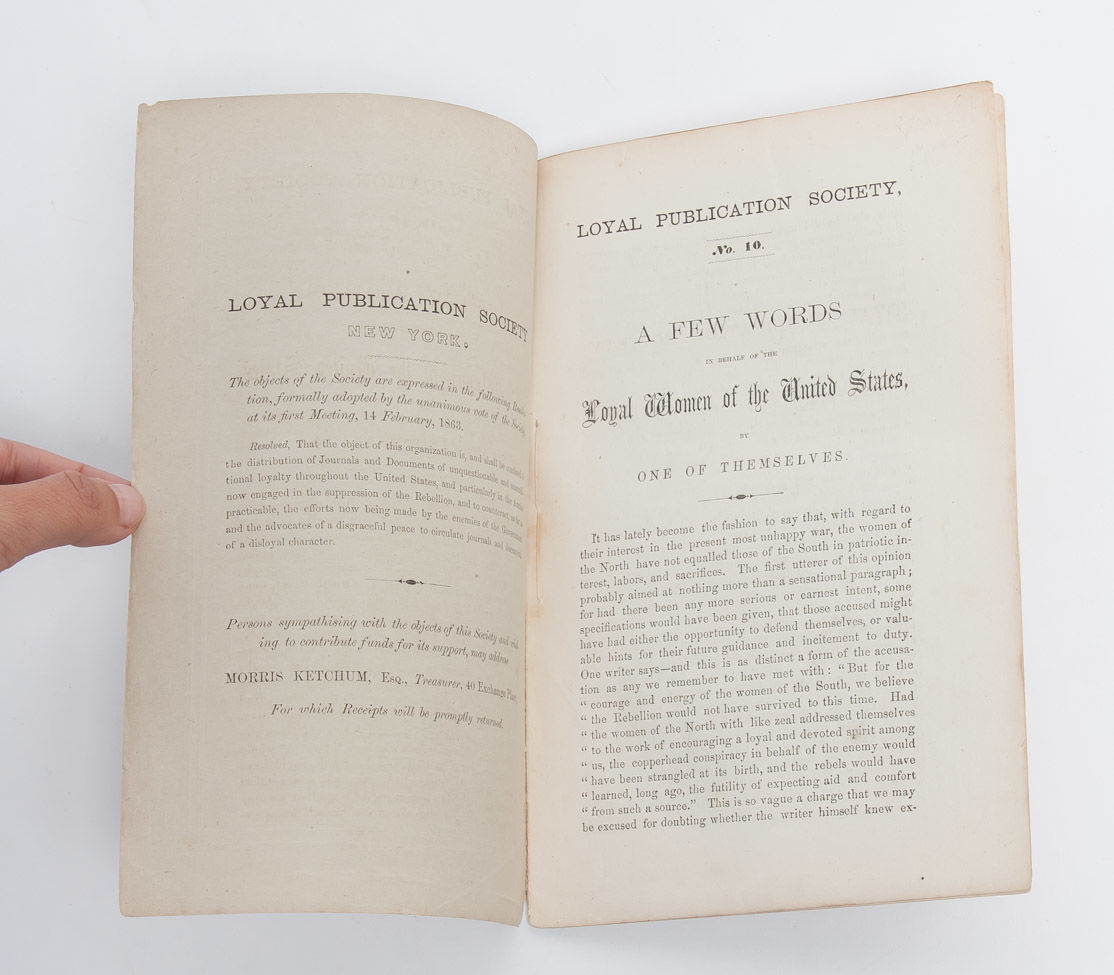 LOYAL PUBLICATION SOCIETY
NEW YORK.
The objects of the Society are expressed in the following
tion, formally adopted by the unanimous vote of the Society
at its first Meeting, 14 February, 1863.
Resolved, That the object of this organization is, and shall be
the distribution of Journals and Documents of unquestionable and
tional loyalty throughout the United States, and particularly in the
now engaged in the suppression of the Rebellion, and to counteract, as
practicable, the efforts now being made by the enemies of the Government
and the advocates of a disgraceful peace to circulate journals and documents
of a disloyal character.
Persons sympathising with the objects of this Society and
ing to contribute funds for its support, may address
MORRIS KETCHUM, Esq., Treasurer, 40 Exchange Place,
For which Receipts will be promptly returned.
LOYAL PUBLICATION SOCIETY,
No. 10.
A FEW WORDS
IN BEHALF OF THE
Loyal Women of the United States,
BY
ONE OF THEMSELVES.
It has lately become the fashion to say that, with regard to
their interest in the present most unhappy war, the women of
the North have not equalled those of the South in patriotic in-
terest, labors, and sacrifices. The first utterer of this opinion
probably aimed at nothing more than a sensational paragraph;
for had there been any more serious or earnest intent, some
specifications would have been given, that those accused might
have had either the opportunity to defend themselves, or valu-
able hints for their future guidance and incitement to duty.
One writer says—and this is as distinct a form of the accusa-
tion as any we remember to have met with: "But for the
" courage and energy of the women of the South, we believe
" the Rebellion would not have survived to this time. Had
" the women of the North with like zeal addressed themselves
" to the work of encouraging a loyal and devoted spirit among
" us, the copperhead conspiracy in behalf of the enemy would
" have been strangled at its birth, and the rebels would have
" learned, long ago, the futility of expecting aid and comfort
" from such a source." This is so vague a charge that we may
be excused for doubting whether the writer himself knew ex-